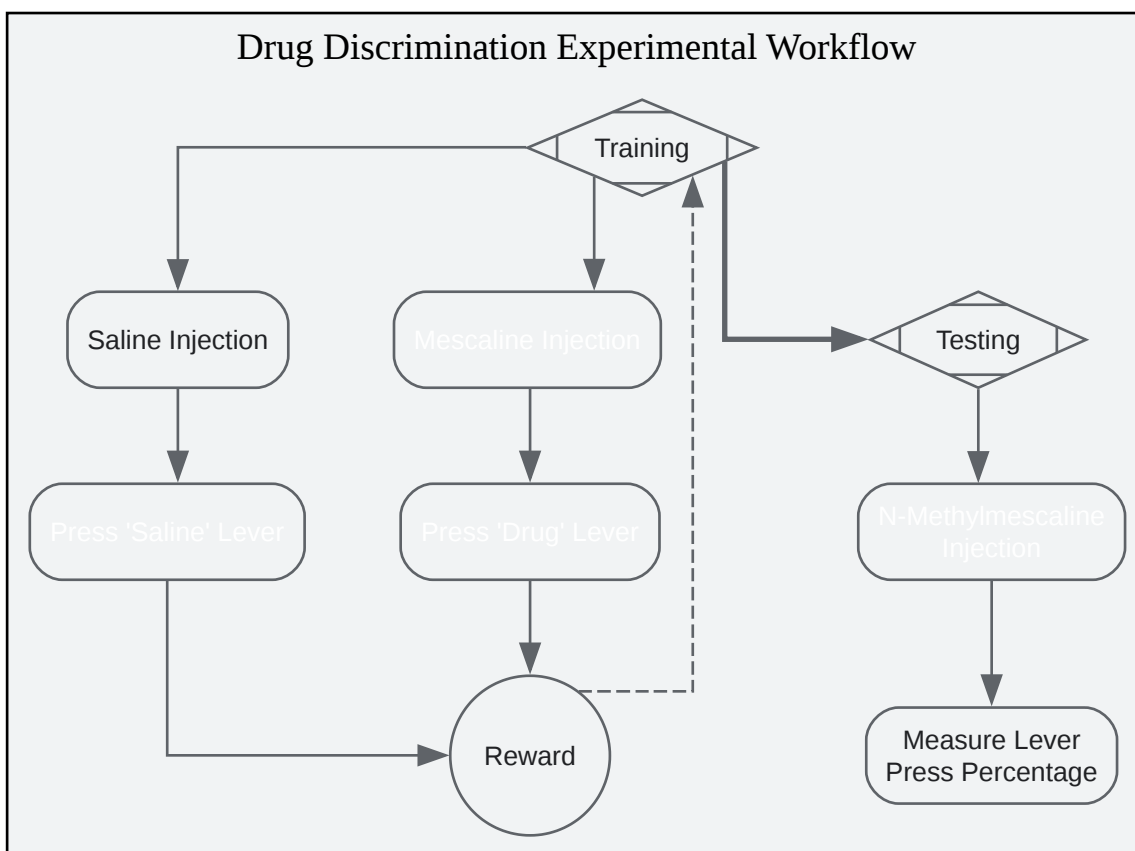 Drug Discrimination Experimental Workflow
Training
Saline Injection
Mescaline Injection
Testing
Press 'Saline' Lever
Press 'Drug' Lever
N-Methylmescaline
Injection
Reward
Measure Lever
Press Percentage